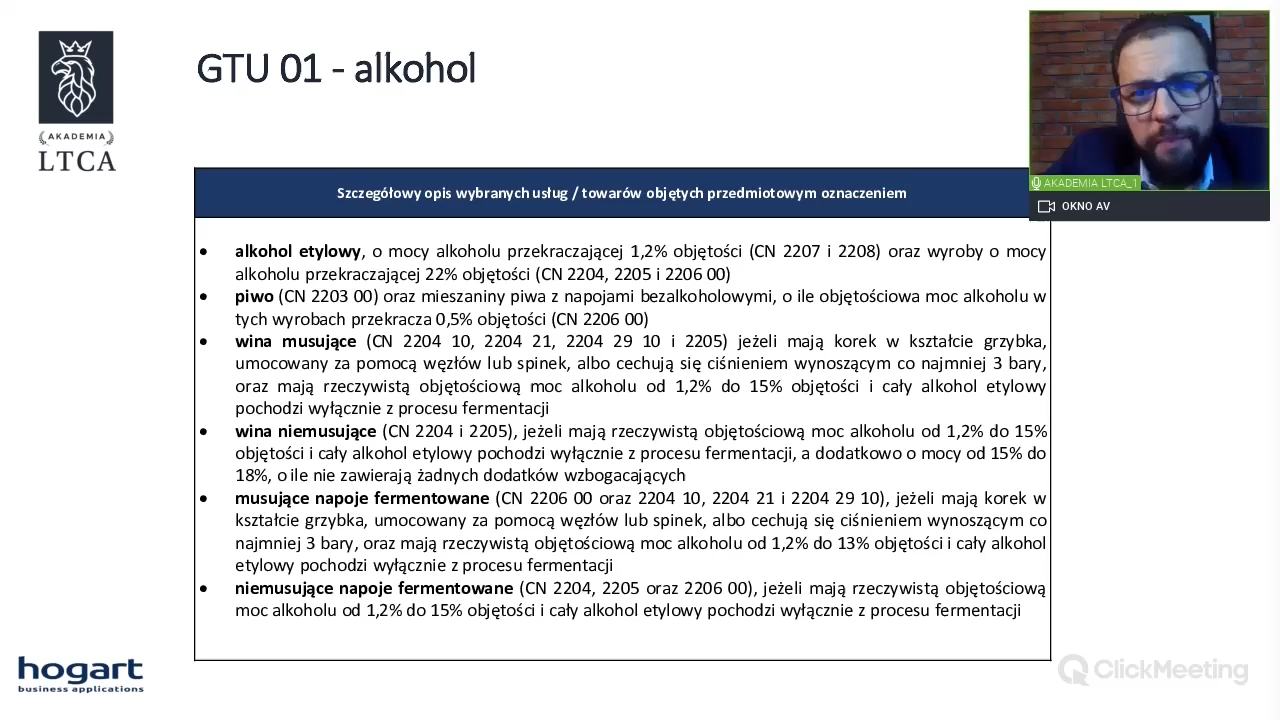 GTU 01 - alkohol
AKADEMIA
LTCA
AKADEMIA LTCA_1
OKNO AV
Szczegółowy opis wybranych usług / towarów objętych przedmiotowym oznaczeniem
• alkohol etylowy, o mocy alkoholu przekraczającej 1,2% objętości (CN 2207 i 2208) oraz wyroby o mocy
alkoholu przekraczającej 22% objętości (CN 2204, 2205 i 2206 00)
• piwo (CN 2203 00) oraz mieszaniny piwa z napojami bezalkoholowymi, o ile objętościowa moc alkoholu w
tych wyrobach przekracza 0,5% objętości (CN 2206 00)
• wina musujące (CN 2204 10, 2204 21, 2204 29 10 i 2205) jeżeli mają korek w kształcie grzybka,
umocowany za pomocą węzłów lub spinek, albo cechują się ciśnieniem wynoszącym co najmniej 3 bary,
oraz mają rzeczywistą objętościową moc alkoholu od 1,2% do 15% objętości i cały alkohol etylowy
pochodzi wyłącznie z procesu fermentacji
• wina niemusujące (CN 2204 i 2205), jeżeli mają rzeczywistą objętościową moc alkoholu od 1,2% do 15%
objętości i cały alkohol etylowy pochodzi wyłącznie z procesu fermentacji, a dodatkowo o mocy od 15% do
18%, o ile nie zawierają żadnych dodatków wzbogacających
• musujące napoje fermentowane (CN 2206 00 oraz 2204 10, 2204 21 i 2204 29 10), jeżeli mają korek w
kształcie grzybka, umocowany za pomocą węzłów lub spinek, albo cechują się ciśnieniem wynoszącym co
najmniej 3 bary, oraz mają rzeczywistą objętościową moc alkoholu od 1,2% do 13% objętości i cały alkohol
etylowy pochodzi wyłącznie z procesu fermentacji
• niemusujące napoje fermentowane (CN 2204, 2205 oraz 2206 00), jeżeli mają rzeczywistą objętościową
moc alkoholu od 1,2% do 15% objętości i cały alkohol etylowy pochodzi wyłącznie z procesu fermentacji
hogart
business applications
ClickMeeting